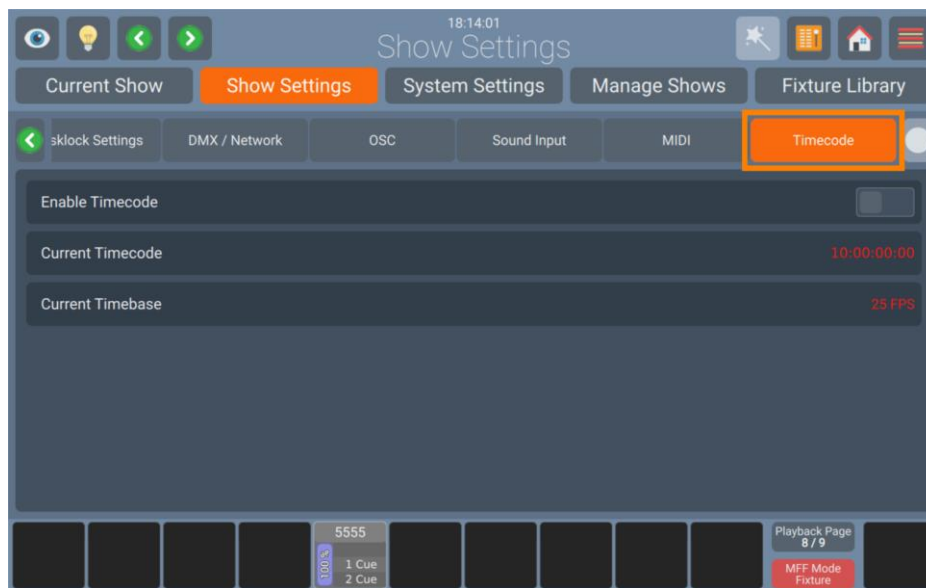 18:14:01
Show Settings
Current Show
Show Settings
System Settings
Manage Shows
Fixture Library
sklock Settings
DMX / Network
OSC
Sound Input
MIDI
Timecode
Enable Timecode
Current Timecode
10:00:00:00
Current Timebase
25 FPS
5555
100 %
1 Cue
2 Cue
Playback Page
8 / 9
MFF Mode
Fixture